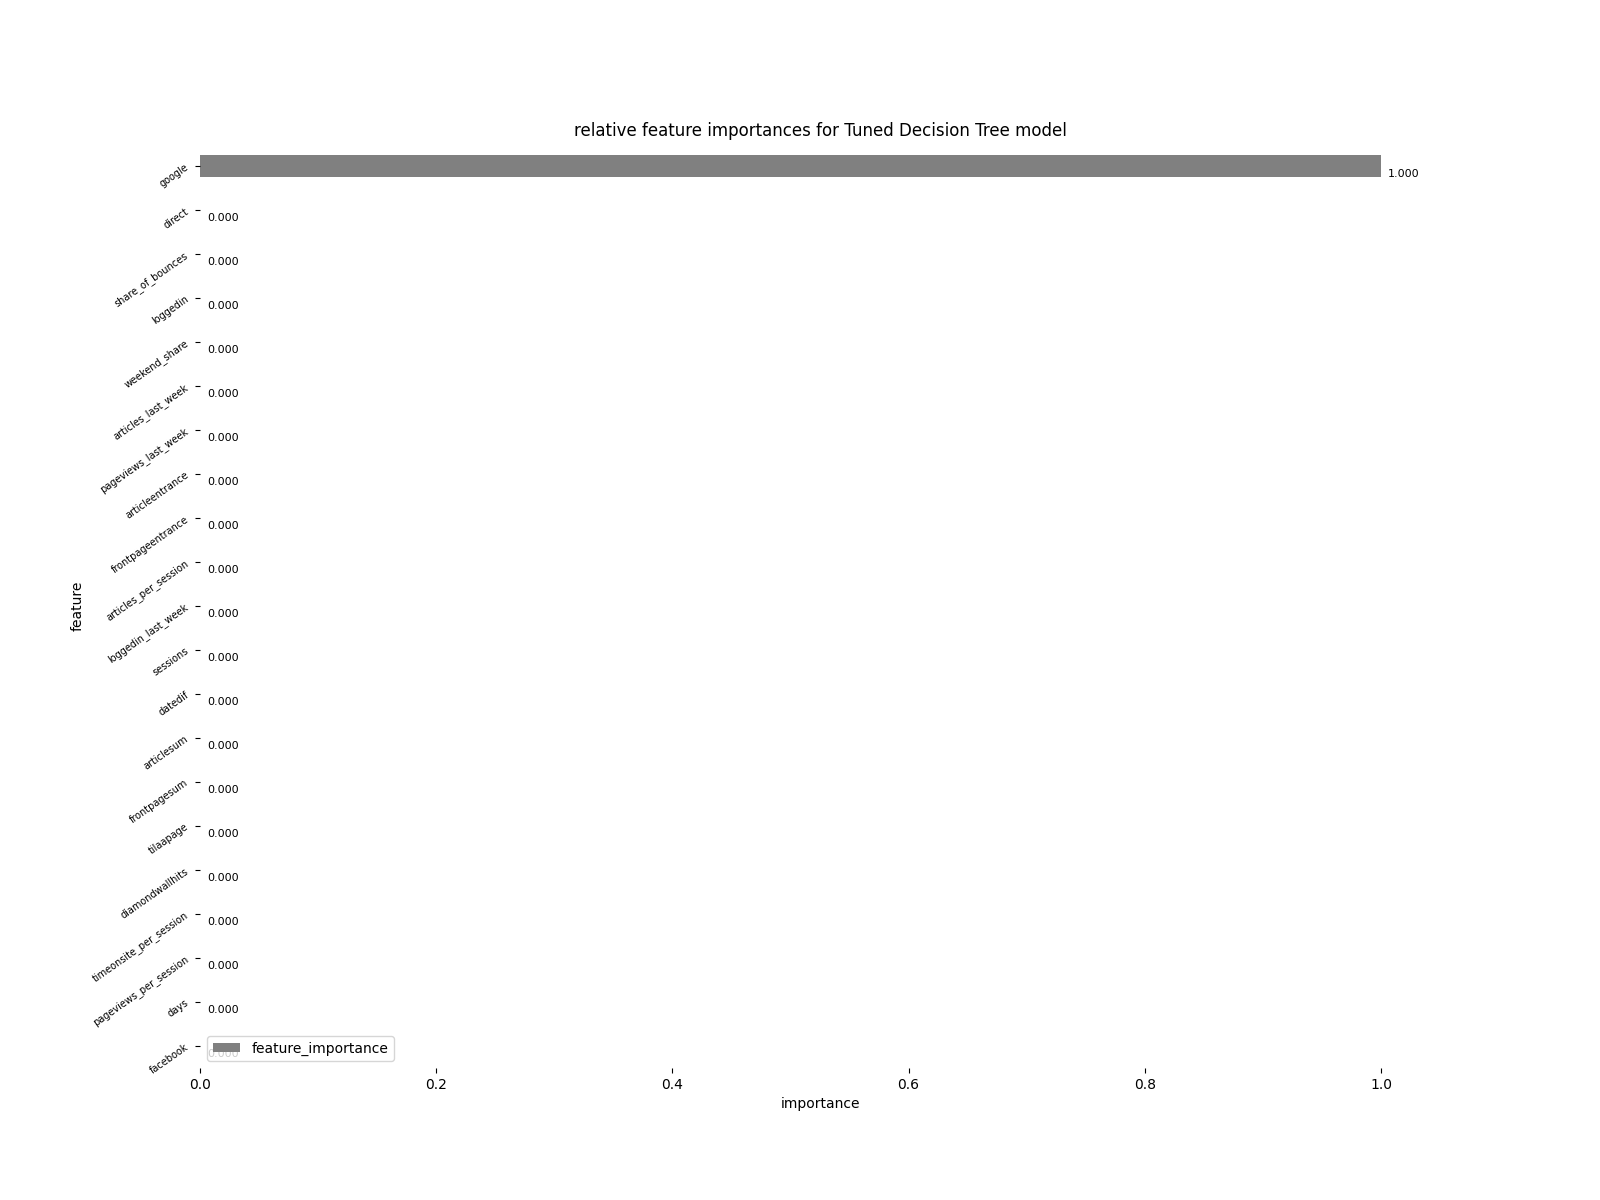 relative feature importances for Tuned Decision Tree model
google 1.000
direct 0.000
share_of_bounces 0.000
loggedin 0.000
weekend_share 0.000
articles_last_week 0.000
pageviews_last_week 0.000
articleentrance 0.000
frontpageentrance 0.000
articles_per_session 0.000
loggedin_last_week 0.000
sessions 0.000
datedif 0.000
articlesum 0.000
frontpagesum 0.000
tilaapage 0.000
diamondwallhits 0.000
timeonsite_per_session 0.000
pageviews_per_session 0.000
days 0.000
facebook 0.000
feature
feature_importance
0.0 0.2 0.4 0.6 0.8 1.0
importance